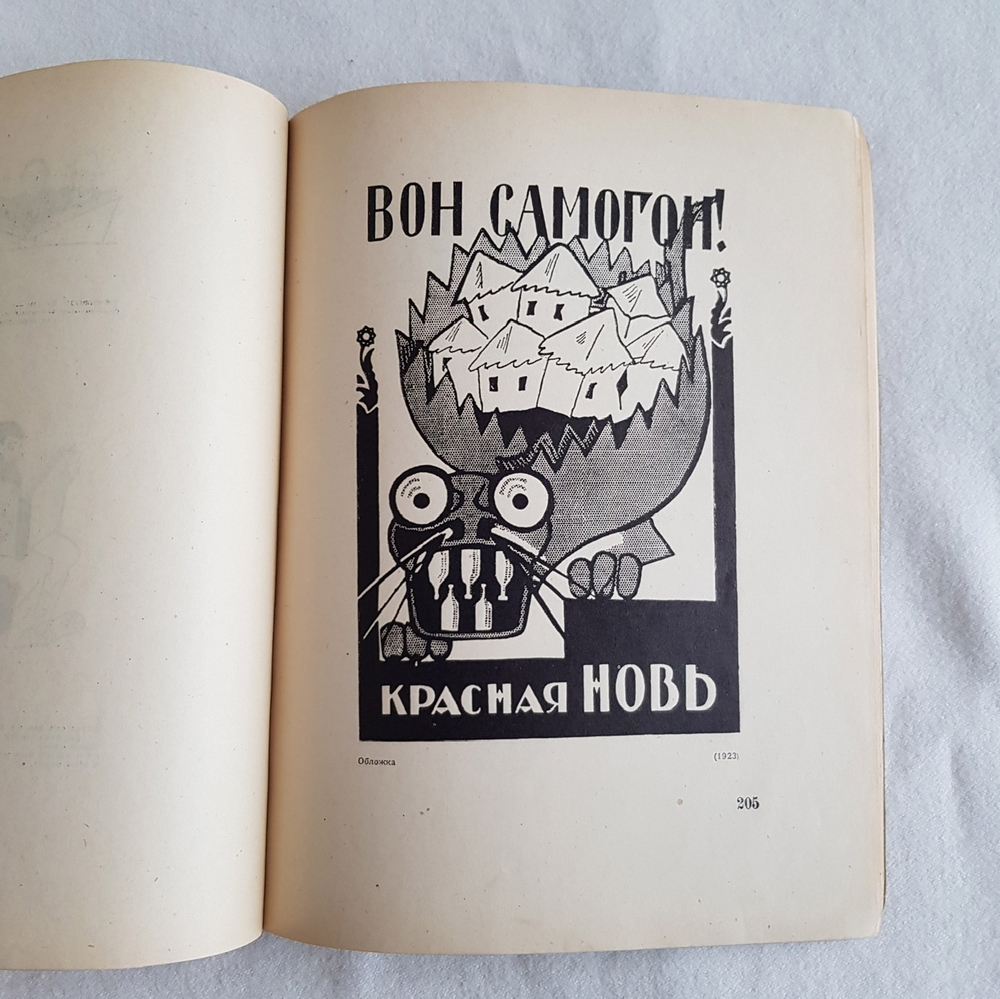 ВОН САМОГОН!
КРАСНАЯ НОВЬ
Обложка (1923)
205